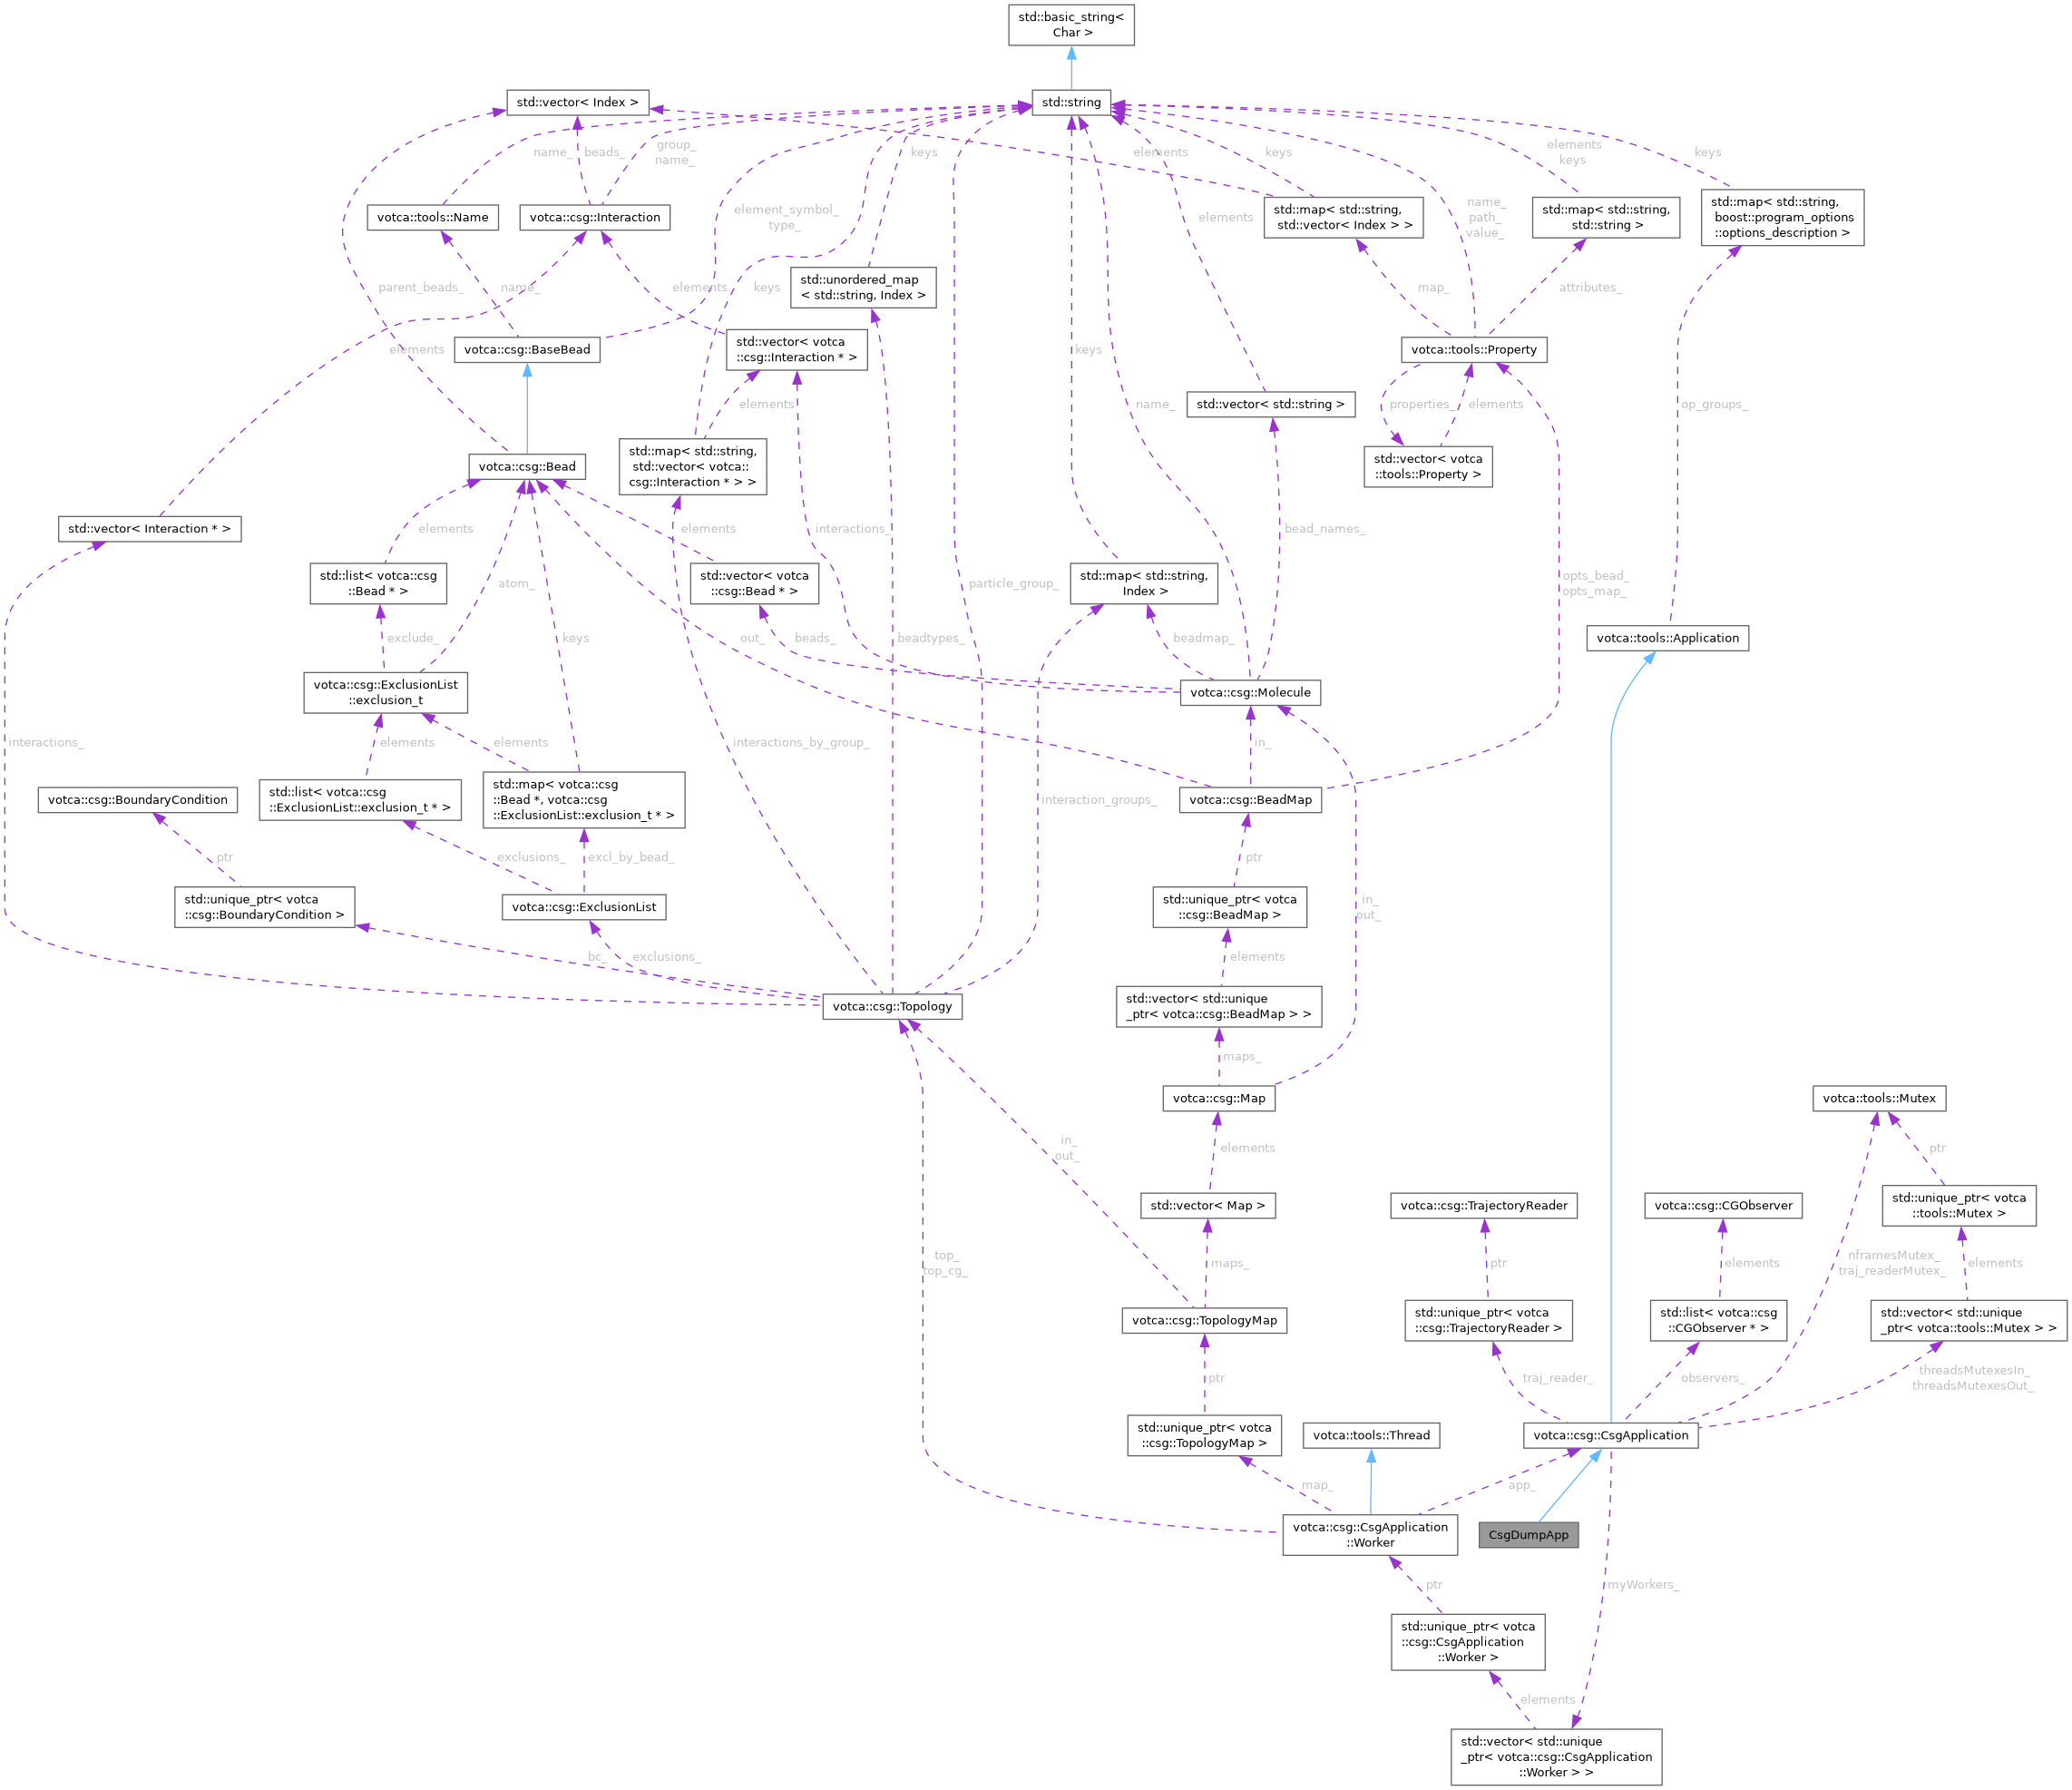 std::basic_string<
Char >
std::vector< Index >
std::string
name_
beads_
group_
name_
keys
elements
keys
elements
keys
keys
votca::tools::Name
votca::csg::Interaction
element_symbol_
type_
elements
std::map< std::string,
std::vector< Index > >
name_
path_
value_
std::map< std::string,
std::string >
std::map< std::string,
boost::program_options
::options_description >
parent_beads_
name_
elements
keys
std::unordered_map
< std::string, Index >
map_
attributes_
elements
votca::csg::BaseBead
std::vector< votca
::csg::Interaction * >
keys
votca::tools::Property
elements
name_
std::vector< std::string >
properties_
elements
op_groups_
votca::csg::Bead
std::map< std::string,
std::vector< votca::
csg::Interaction * > >
std::vector< votca
::tools::Property >
std::vector< Interaction * >
elements
elements
interactions_
bead_names_
std::list< votca::csg
::Bead * >
atom_
std::vector< votca
::csg::Bead * >
particle_group_
std::map< std::string,
Index >
opts_bead_
opts_map_
exclude_
keys
out_
beads_
beadtypes_
beadmap_
votca::tools::Application
votca::csg::ExclusionList
::exclusion_t
votca::csg::Molecule
interactions_
elements
elements
interactions_by_group_
in_
votca::csg::BoundaryCondition
std::list< votca::csg
::ExclusionList::exclusion_t * >
std::map< votca::csg
::Bead *, votca::csg
::ExclusionList::exclusion_t * >
interaction_groups_
votca::csg::BeadMap
ptr
exclusions_
excl_by_bead_
ptr
std::unique_ptr< votca
::csg::BoundaryCondition >
votca::csg::ExclusionList
std::unique_ptr< votca
::csg::BeadMap >
in_
out_
bc_
exclusions_
elements
votca::csg::Topology
std::vector< std::unique
_ptr< votca::csg::BeadMap > >
maps_
votca::csg::Map
votca::tools::Mutex
in_
out_
elements
ptr
std::vector< Map >
votca::csg::TrajectoryReader
votca::csg::CGObserver
std::unique_ptr< votca
::tools::Mutex >
top_
top_cg_
maps_
ptr
elements
nframesMutex_
traj_readerMutex_
elements
votca::csg::TopologyMap
std::unique_ptr< votca
::csg::TrajectoryReader >
std::list< votca::csg
::CGObserver * >
std::vector< std::unique
_ptr< votca::tools::Mutex > >
ptr
traj_reader_
observers_
threadsMutexesIn_
threadsMutexesOut_
std::unique_ptr< votca
::csg::TopologyMap >
votca::tools::Thread
votca::csg::CsgApplication
map_
app_
votca::csg::CsgApplication
::Worker
CsgDumpApp
ptr
myWorkers_
std::unique_ptr< votca
::csg::CsgApplication
::Worker >
elements
std::vector< std::unique
_ptr< votca::csg::CsgApplication
::Worker > >